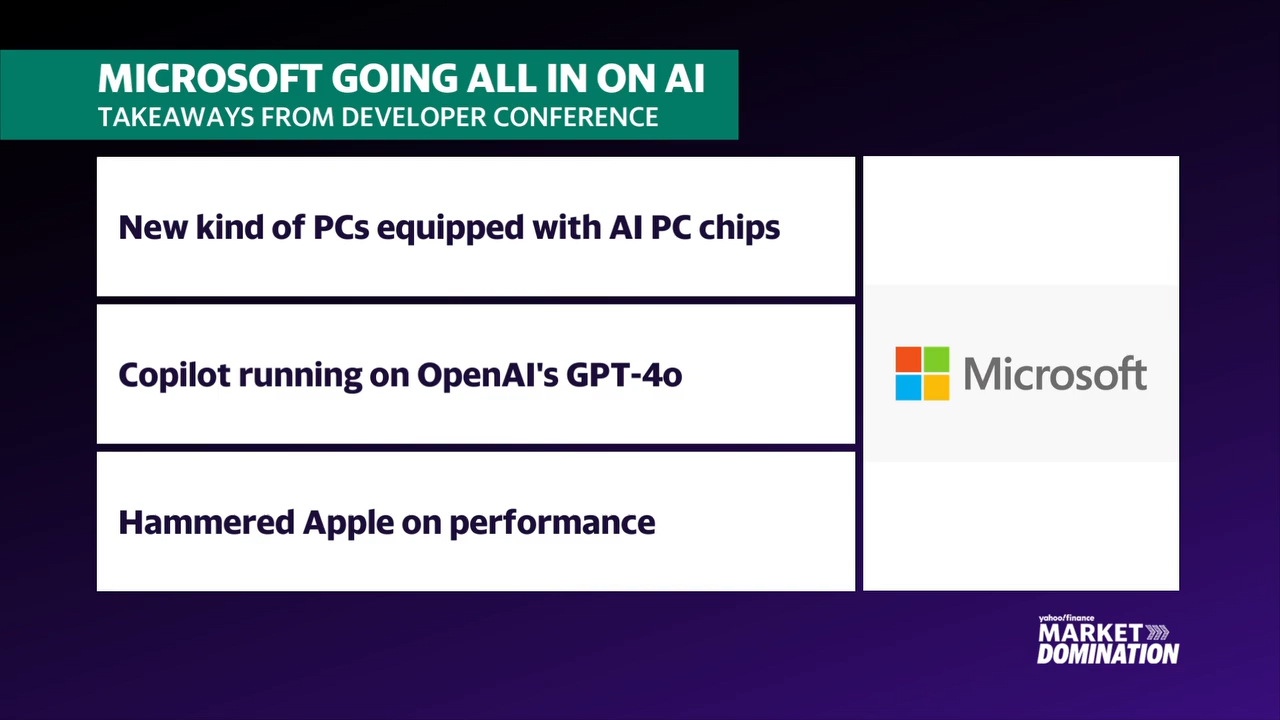 MICROSOFT GOING ALL IN ON AI
TAKEAWAYS FROM DEVELOPER CONFERENCE
New kind of PCs equipped with AI PC chips
Copilot running on OpenAI's GPT-4o
Hammered Apple on performance
Microsoft
yahoo!finance
MARKET
DOMINATION